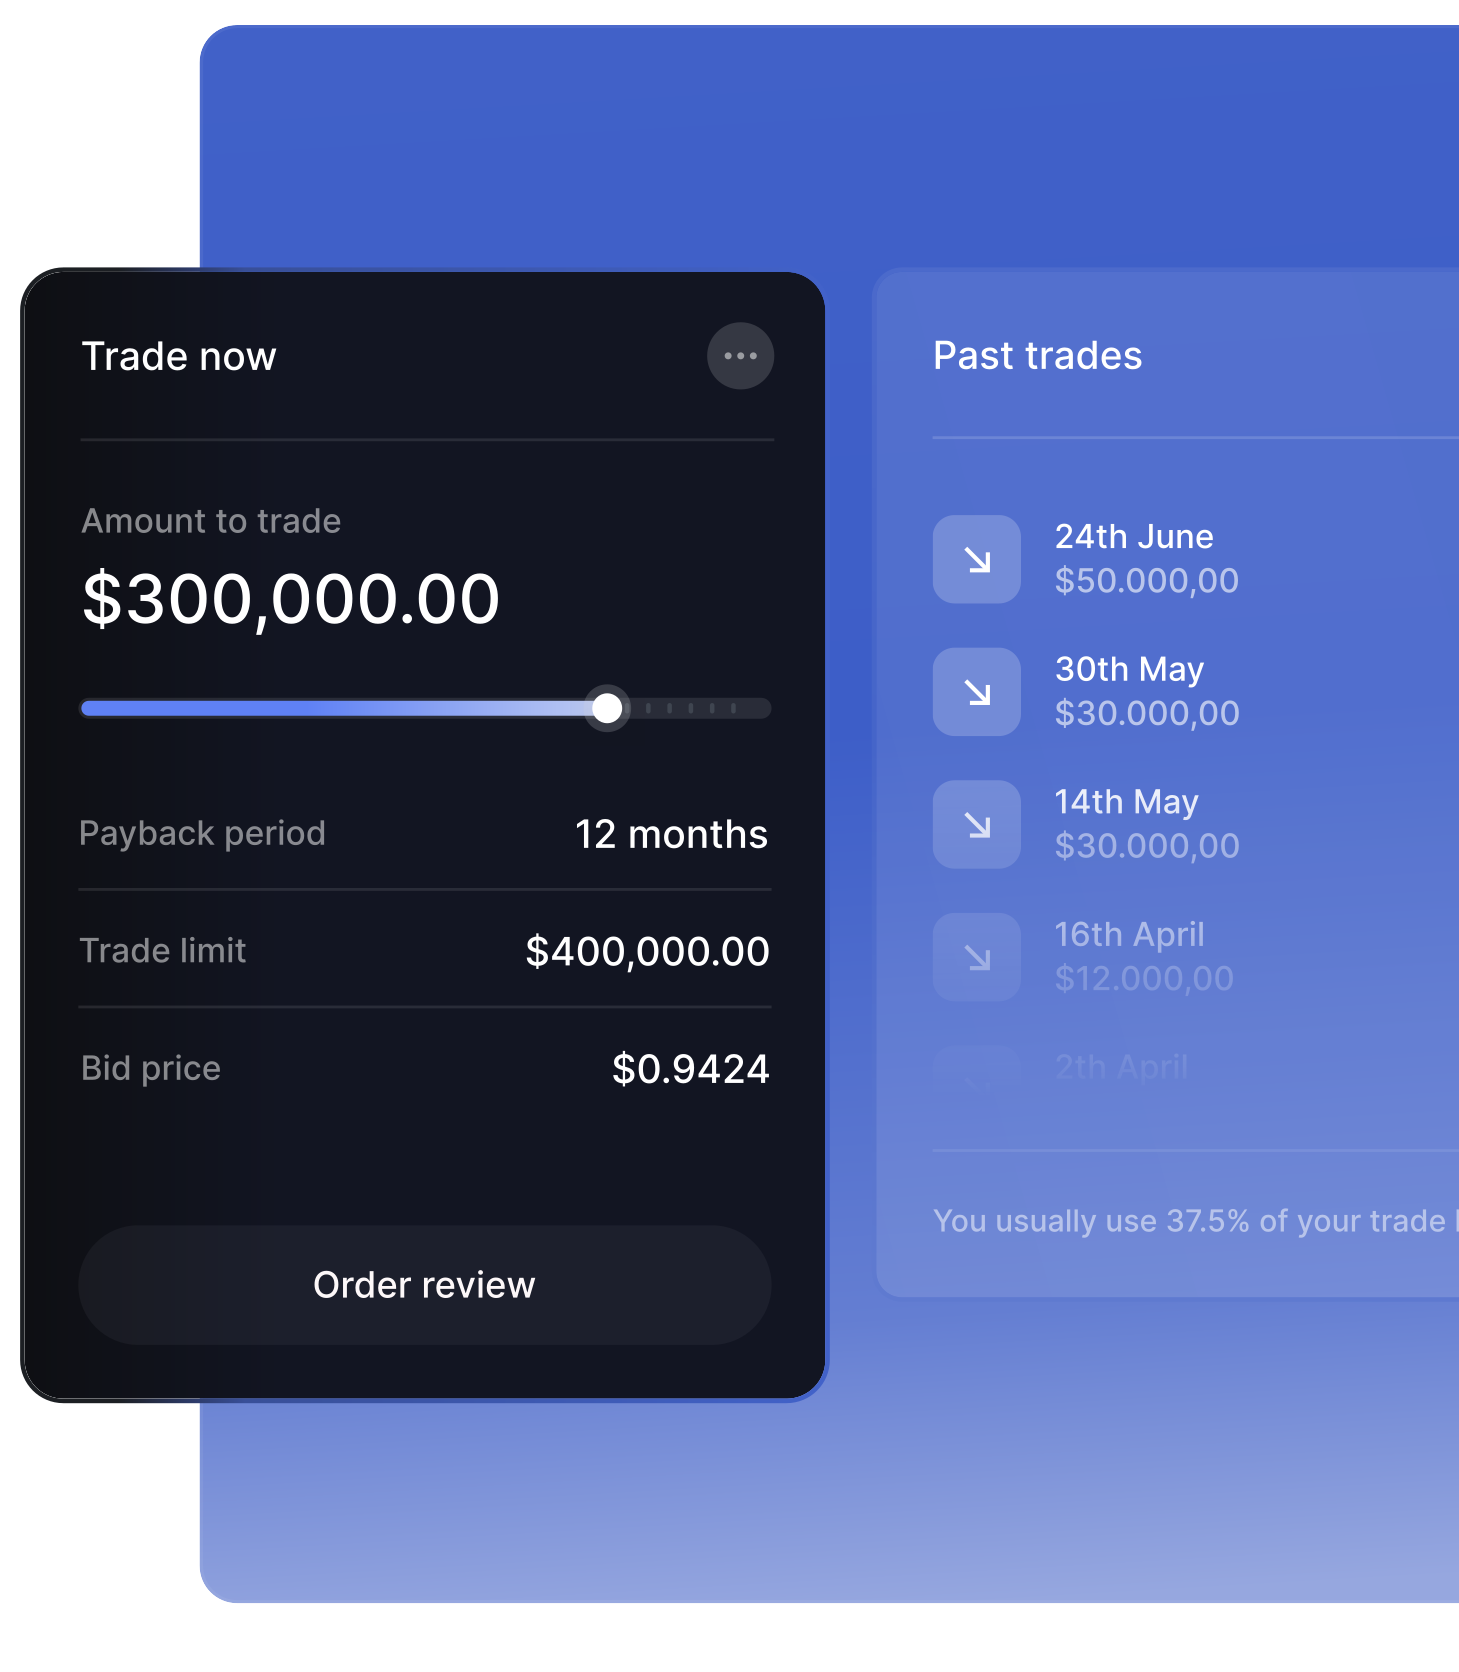 Trade now
Amount to trade
$300,000.00
Payback period
12 months
Trade limit
$400,000.00
Bid price
$0.9424
Order review
Past trades
24th June
$50.000,00
30th May
$30.000,00
14th May
$30.000,00
16th April
$12.000,00
2th April
You usually use 37.5% of your trade